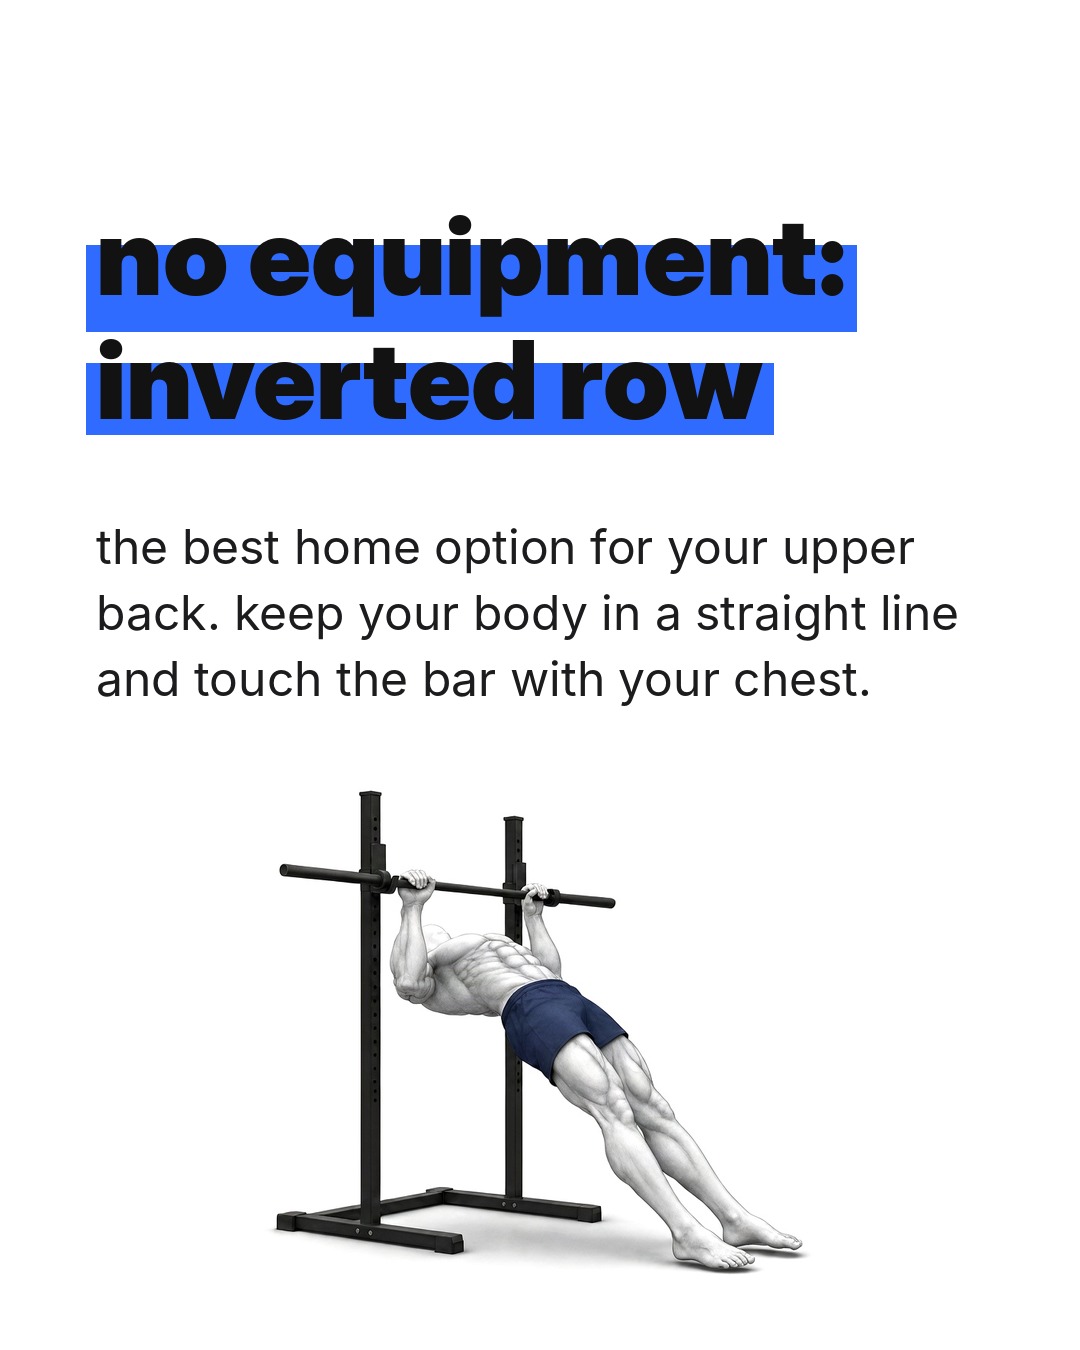 no equipment:
inverted row
the best home option for your upper
back. keep your body in a straight line
and touch the bar with your chest.